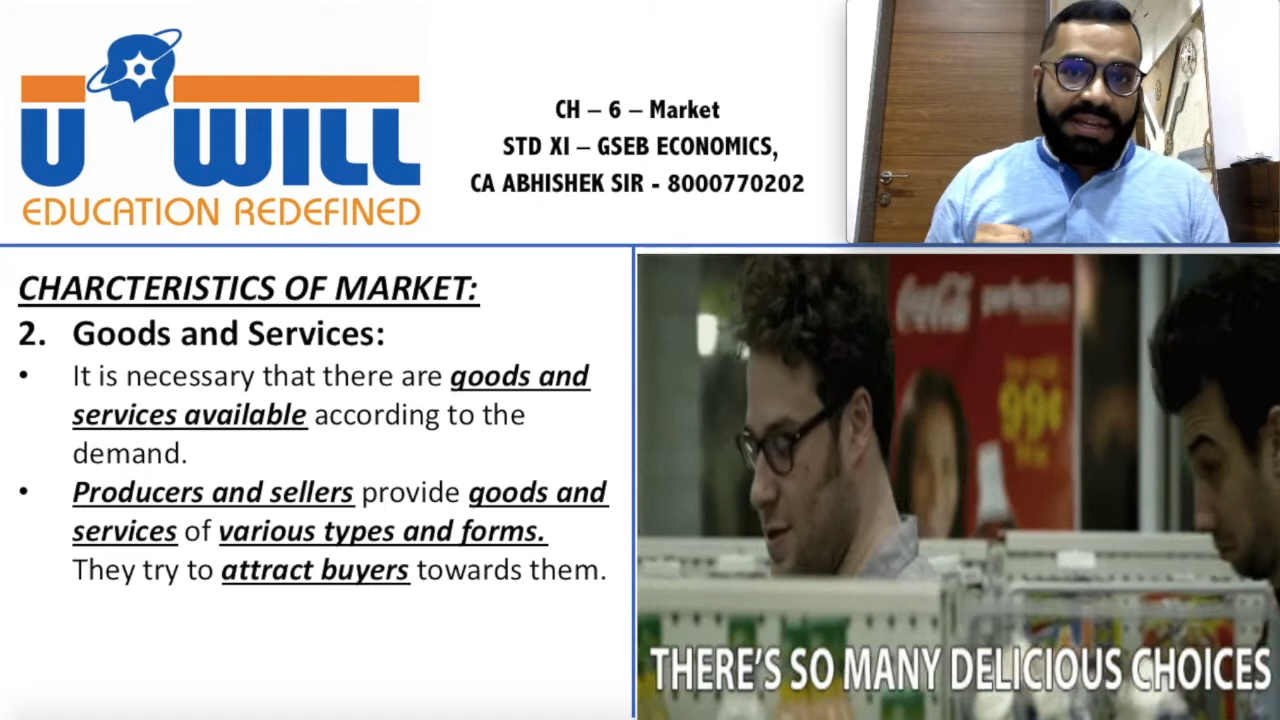 U WILL
EDUCATION REDEFINED
CH – 6 – Market
STD XI – GSEB ECONOMICS,
CA ABHISHEK SIR - 8000770202
CHARCTERISTICS OF MARKET:
2. Goods and Services:
• It is necessary that there are goods and
services available according to the
demand.
• Producers and sellers provide goods and
services of various types and forms.
They try to attract buyers towards them.
Coca-Cola perfection
99¢
THERE'S SO MANY DELICIOUS CHOICES